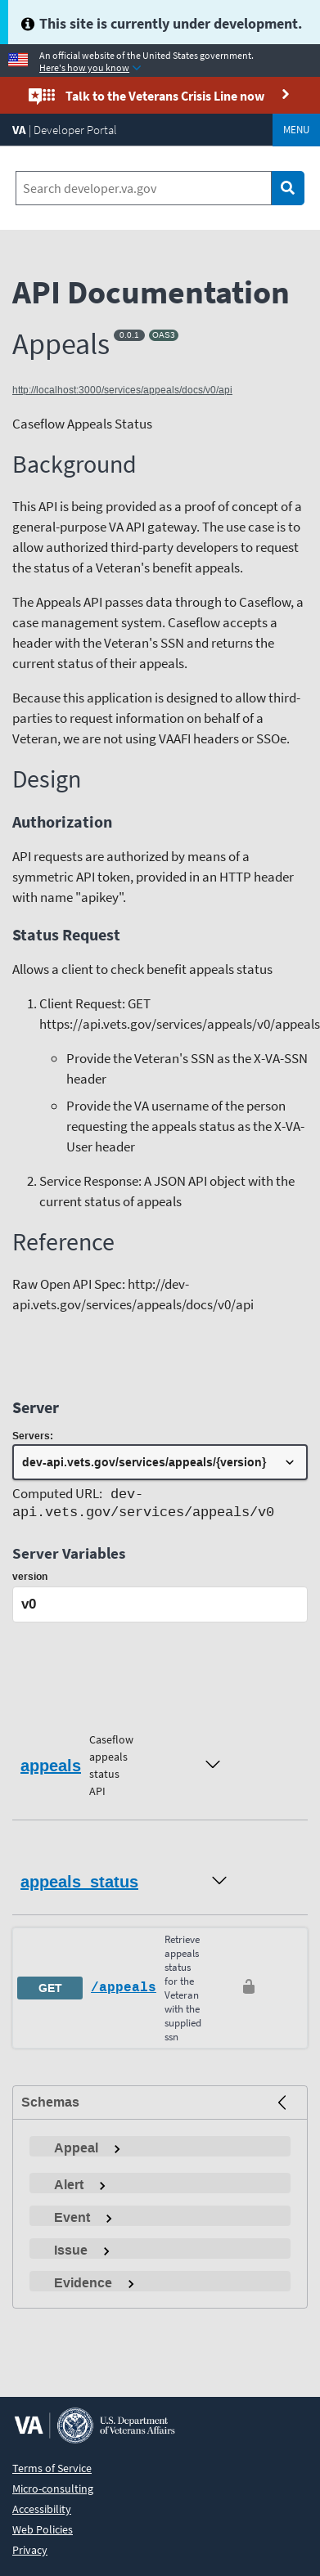 This site is currently under development.
An official website of the United States government.
Here's how you know
Talk to the Veterans Crisis Line now
VA | Developer Portal
MENU
Search developer.va.gov
API Documentation
Appeals 0.0.1 OAS3
http://localhost:3000/services/appeals/docs/v0/api
Caseflow Appeals Status
Background
This API is being provided as a proof of concept of a
general-purpose VA API gateway. The use case is to
allow authorized third-party developers to request
the status of a Veteran's benefit appeals.
The Appeals API passes data through to Caseflow, a
case management system. Caseflow accepts a
header with the Veteran's SSN and returns the
current status of their appeals.
Because this application is designed to allow third-
parties to request information on behalf of a
Veteran, we are not using VAAFI headers or SSOe.
Design
Authorization
API requests are authorized by means of a
symmetric API token, provided in an HTTP header
with name "apikey".
Status Request
Allows a client to check benefit appeals status
1. Client Request: GET
https://api.vets.gov/services/appeals/v0/appeals
Provide the Veteran's SSN as the X-VA-SSN
header
Provide the VA username of the person
requesting the appeals status as the X-VA-
User header
2. Service Response: A JSON API object with the
current status of appeals
Reference
Raw Open API Spec: http://dev-
api.vets.gov/services/appeals/docs/v0/api
Server
Servers:
dev-api.vets.gov/services/appeals/{version}
Computed URL: dev-
api.vets.gov/services/appeals/v0
Server Variables
version
v0
appeals
Caseflow
appeals
status
API
appeals_status
GET
/appeals
Retrieve
appeals
status
for the
Veteran
with the
supplied
ssn
Schemas
Appeal
Alert
Event
Issue
Evidence
VA
U.S. Department
of Veterans Affairs
Terms of Service
Micro-consulting
Accessibility
Web Policies
Privacy